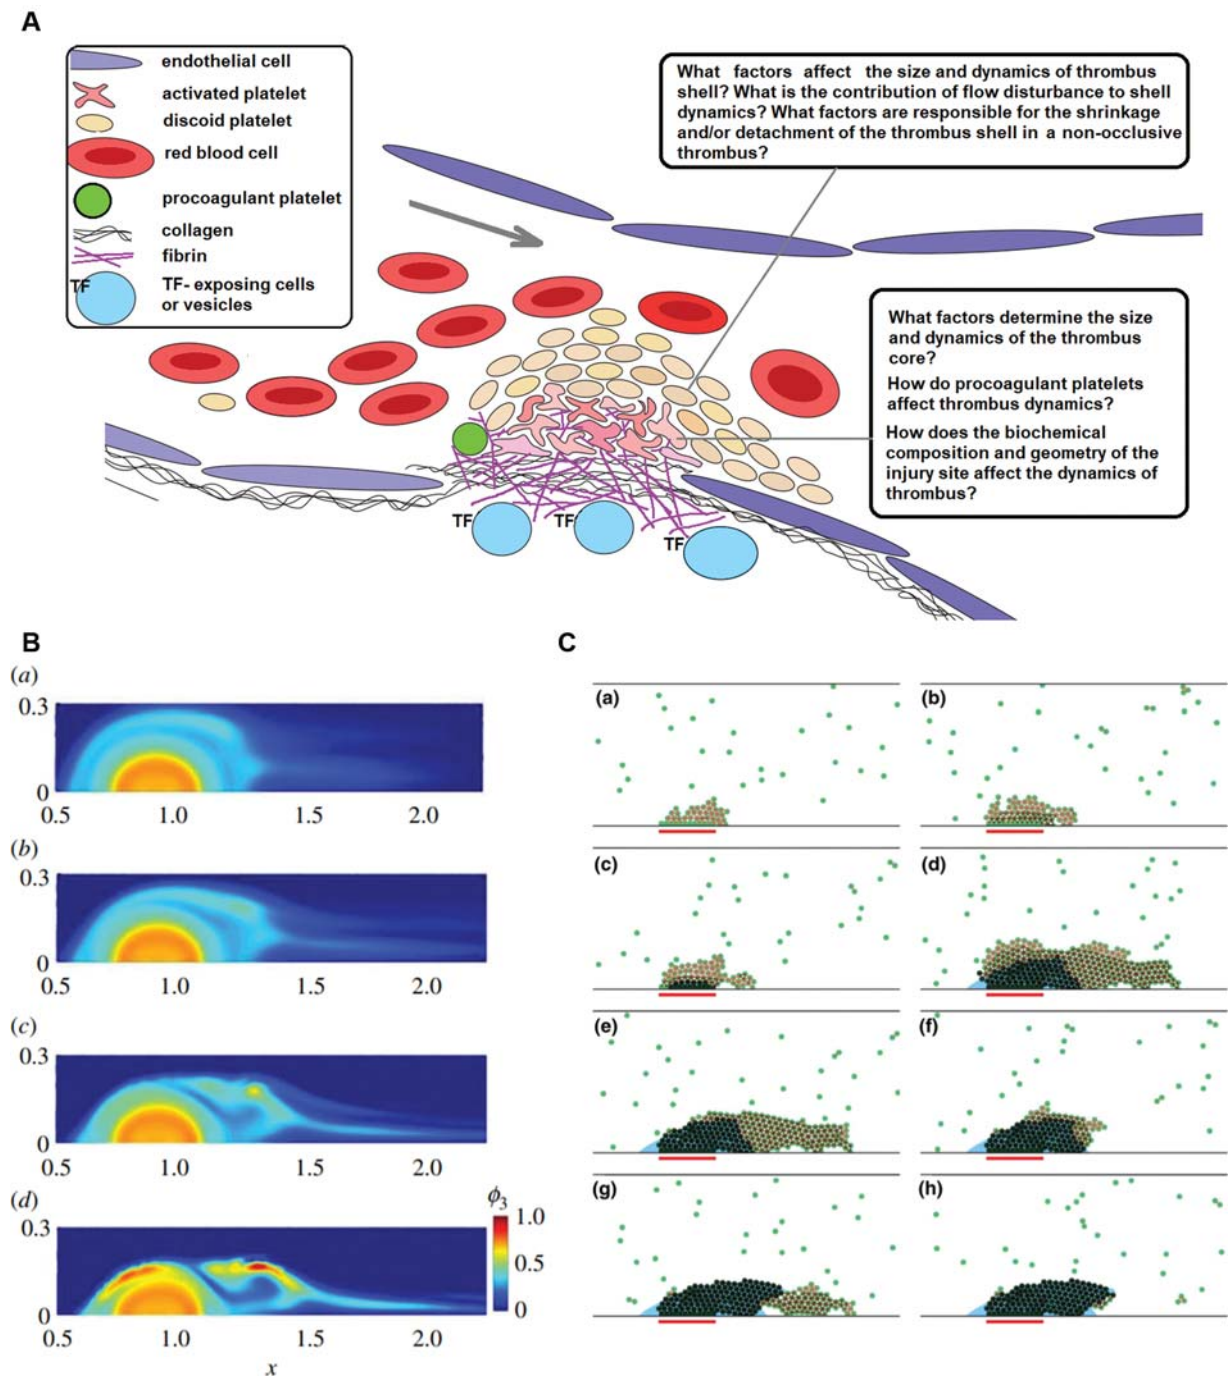 A
endothelial cell
activated platelet
discoid platelet
red blood cell
procoagulant platelet
collagen
fibrin
TF
TF- exposing cells
or vesicles
What factors affect the size and dynamics of thrombus
shell? What is the contribution of flow disturbance to shell
dynamics? What factors are responsible for the shrinkage
and/or detachment of the thrombus shell in a non-occlusive
thrombus?
What factors determine the size
and dynamics of the thrombus
core?
How do procoagulant platelets
affect thrombus dynamics?
How does the biochemical
composition and geometry of the
injury site affect the dynamics of
thrombus?
TF
TF
TF
B
(a)
0.3
0
0.5 1.0 1.5 2.0
(b)
0.3
0
0.5 1.0 1.5 2.0
(c)
0.3
0
0.5 1.0 1.5 2.0
(d)
0.3
0
0.5 1.0 1.5 2.0
x
ϕ3
1.0
0.5
0
C
(a) (b)
(c) (d)
(e) (f)
(g) (h)